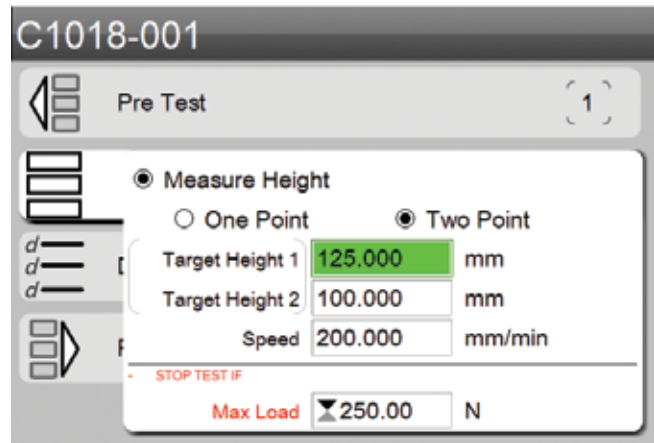 C1018-001
Pre Test 1
Measure Height
One Point Two Point
Target Height 1 125.000 mm
Target Height 2 100.000 mm
Speed 200.000 mm/min
- STOP TEST IF
Max Load 250.00 N
d
d
d